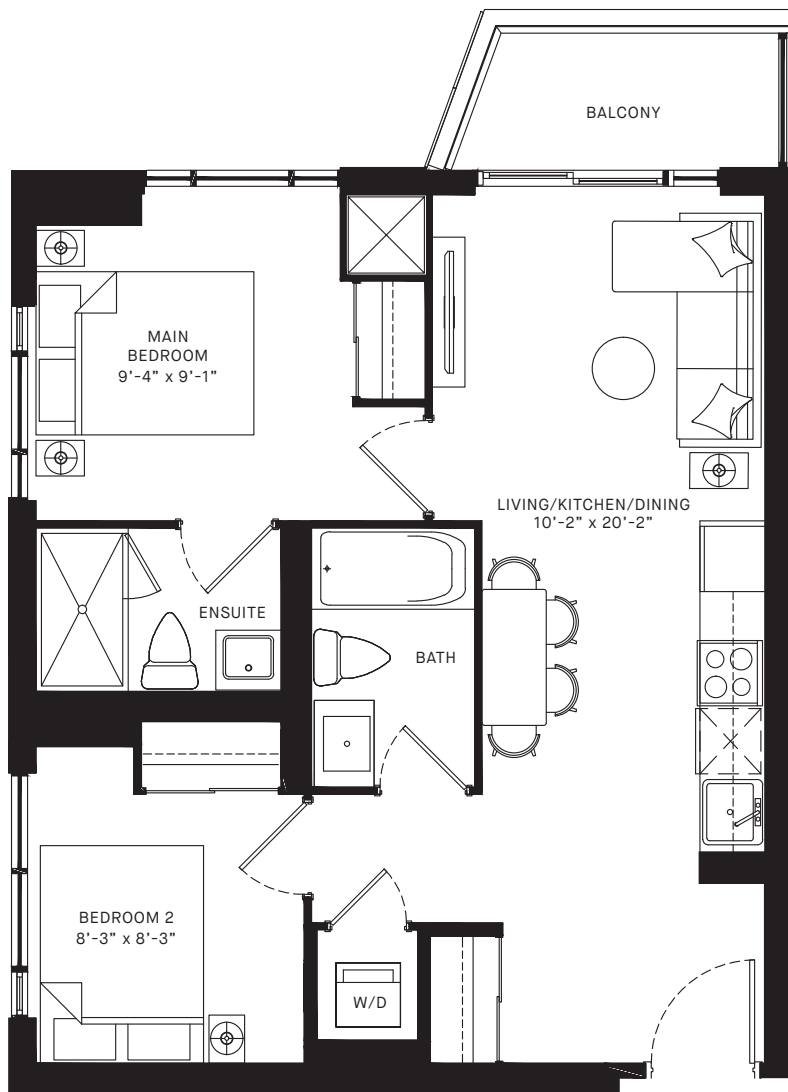 BALCONY
MAIN
BEDROOM
9'-4" x 9'-1"
LIVING/KITCHEN/DINING
10'-2" x 20'-2"
ENSUITE
BATH
BEDROOM 2
8'-3" x 8'-3"
W/D